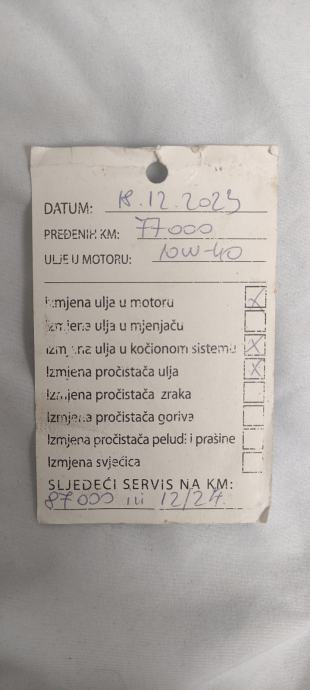 DATUM: 18.12.2023
PREĐENIH KM: 77000
ULJE U MOTORU: 10W-40
Izmjena ulja u motoru
Izmjena ulja u mjenjaču
Izmjena ulja u kočionom sistemu
Izmjena pročistača ulja
Izmjena pročistača zraka
Izmjena pročistača goriva
Izmjena pročistača peludi i prašine
Izmjena svjećica
SLJEDEĆI SERVIS NA KM:
87000 ili 12/24.